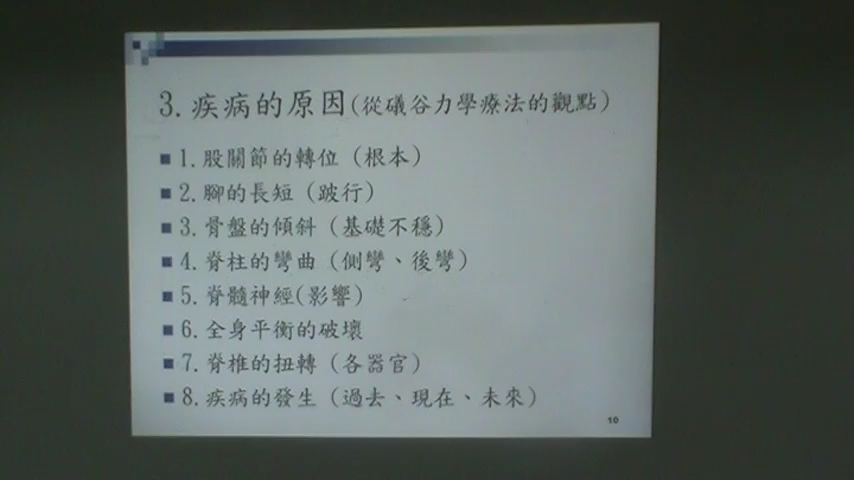 3.疾病的原因(從礒谷力學療法的觀點)
1.股關節的轉位(根本)
2.腳的長短(跛行)
3.骨盤的傾斜(基礎不穩)
4.脊柱的彎曲(側彎、後彎)
5.脊髓神經(影響)
6.全身平衡的破壞
7.脊椎的扭轉(各器官)
8.疾病的發生(過去、現在、未來)
10